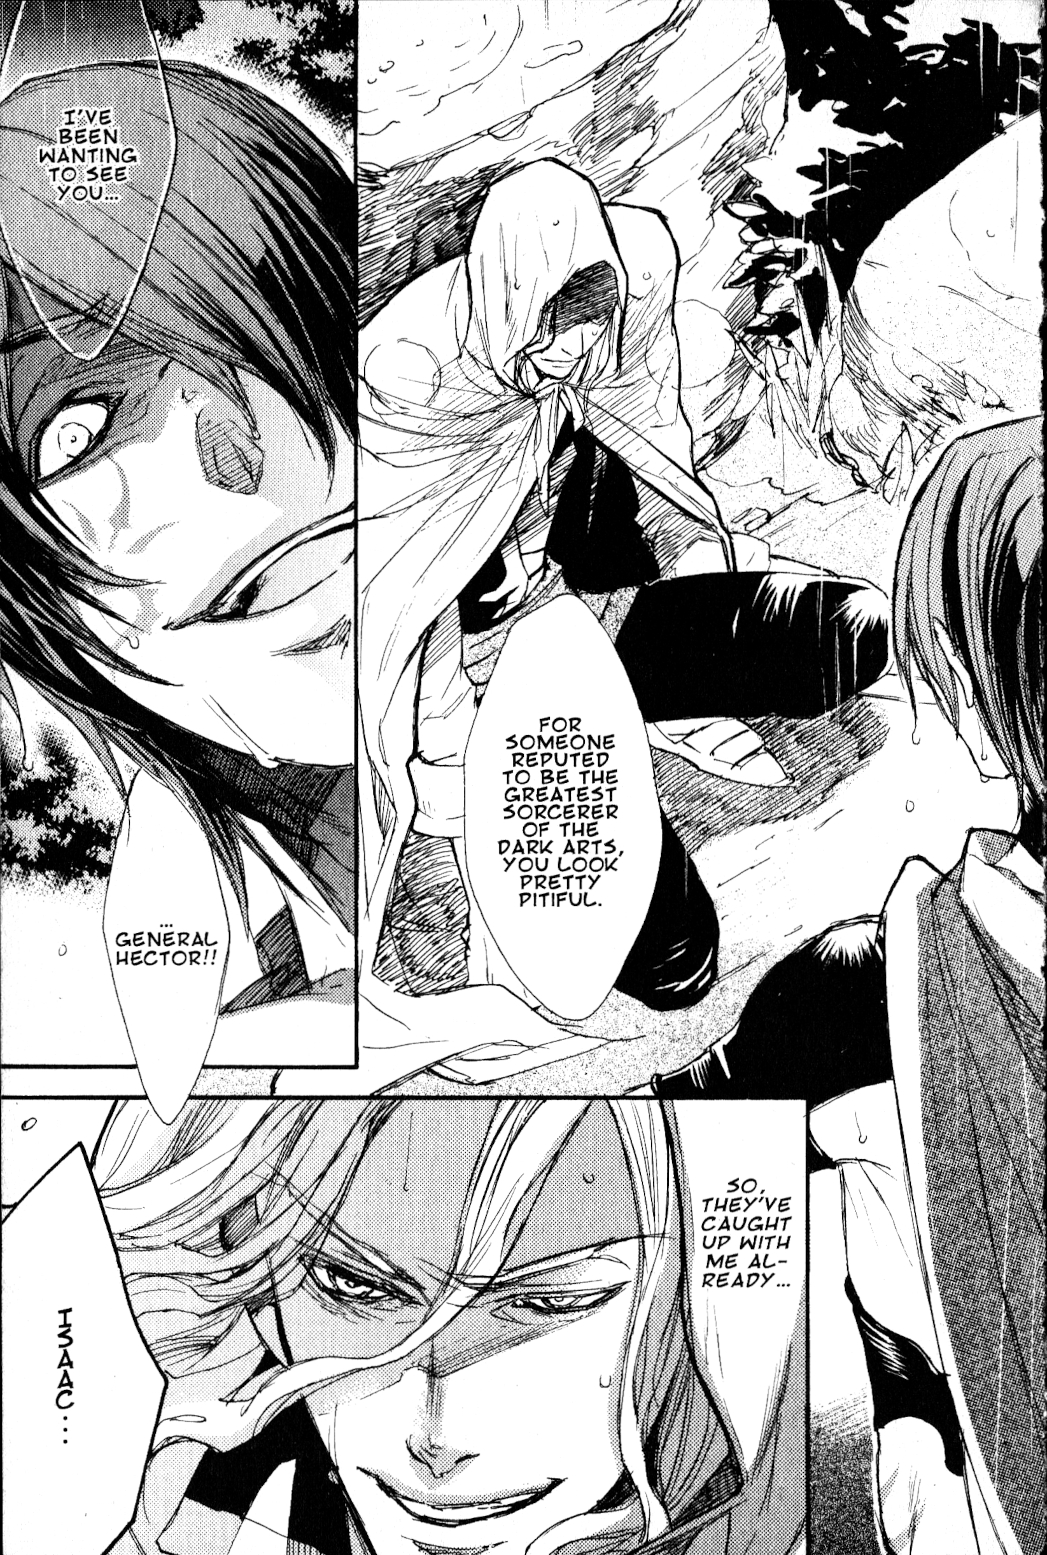 FOR
SOMEONE
REPUTED
TO BE THE
GREATEST
SORCERER
OF THE
DARK ARTS,
YOU LOOK
PRETTY
PITIFUL.
I'VE
BEEN
WANTING
TO SEE
YOU...
...
GENERAL
HECTOR!!
SO,
THEY'VE
CAUGHT
UP WITH
ME AL-
READY...
ISAAC...